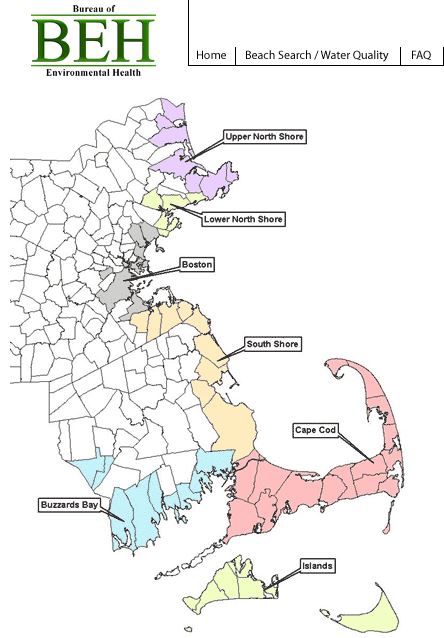 Bureau of
BEH
Environmental Health
Home | Beach Search / Water Quality | FAQ
Upper North Shore
Lower North Shore
Boston
South Shore
Cape Cod
Buzzards Bay
Islands